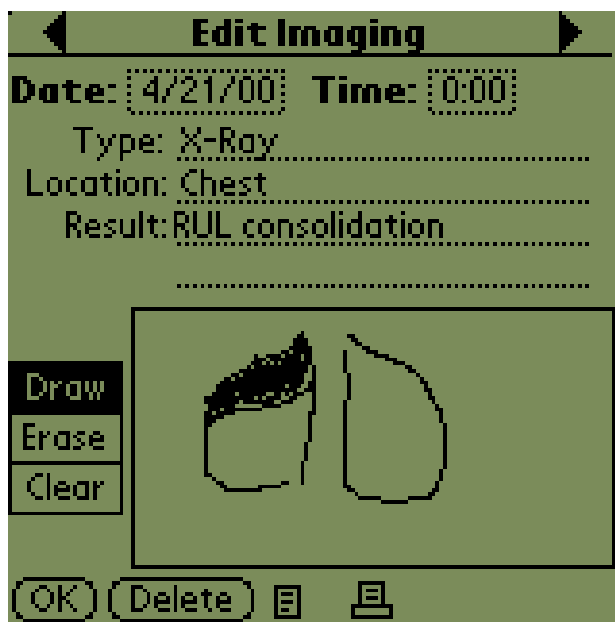 Edit Imaging
Date: 4/21/00 Time: 0:00
Type: X-Ray
Location: Chest
Result: RUL consolidation
Draw
Erase
Clear
OK Delete